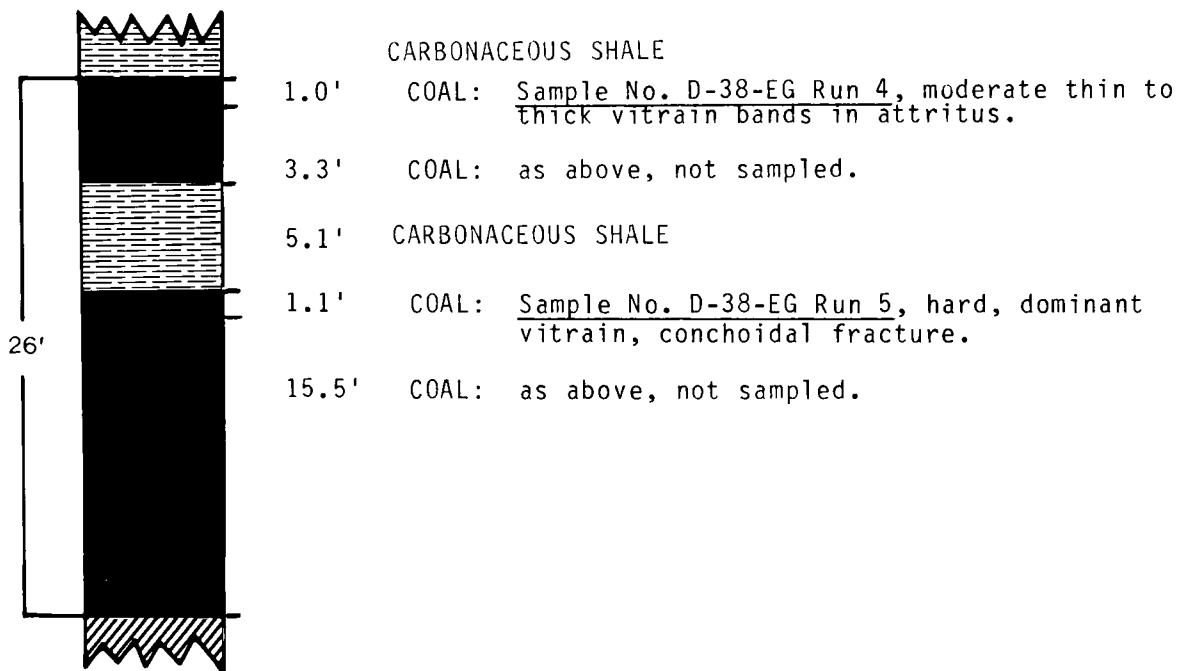 CARBONACEOUS SHALE
1.0' COAL: Sample No. D-38-EG Run 4, moderate thin to
thick vitrain bands in attritus.
3.3' COAL: as above, not sampled.
5.1' CARBONACEOUS SHALE
1.1' COAL: Sample No. D-38-EG Run 5, hard, dominant
vitrain, conchoidal fracture.
26'
15.5' COAL: as above, not sampled.